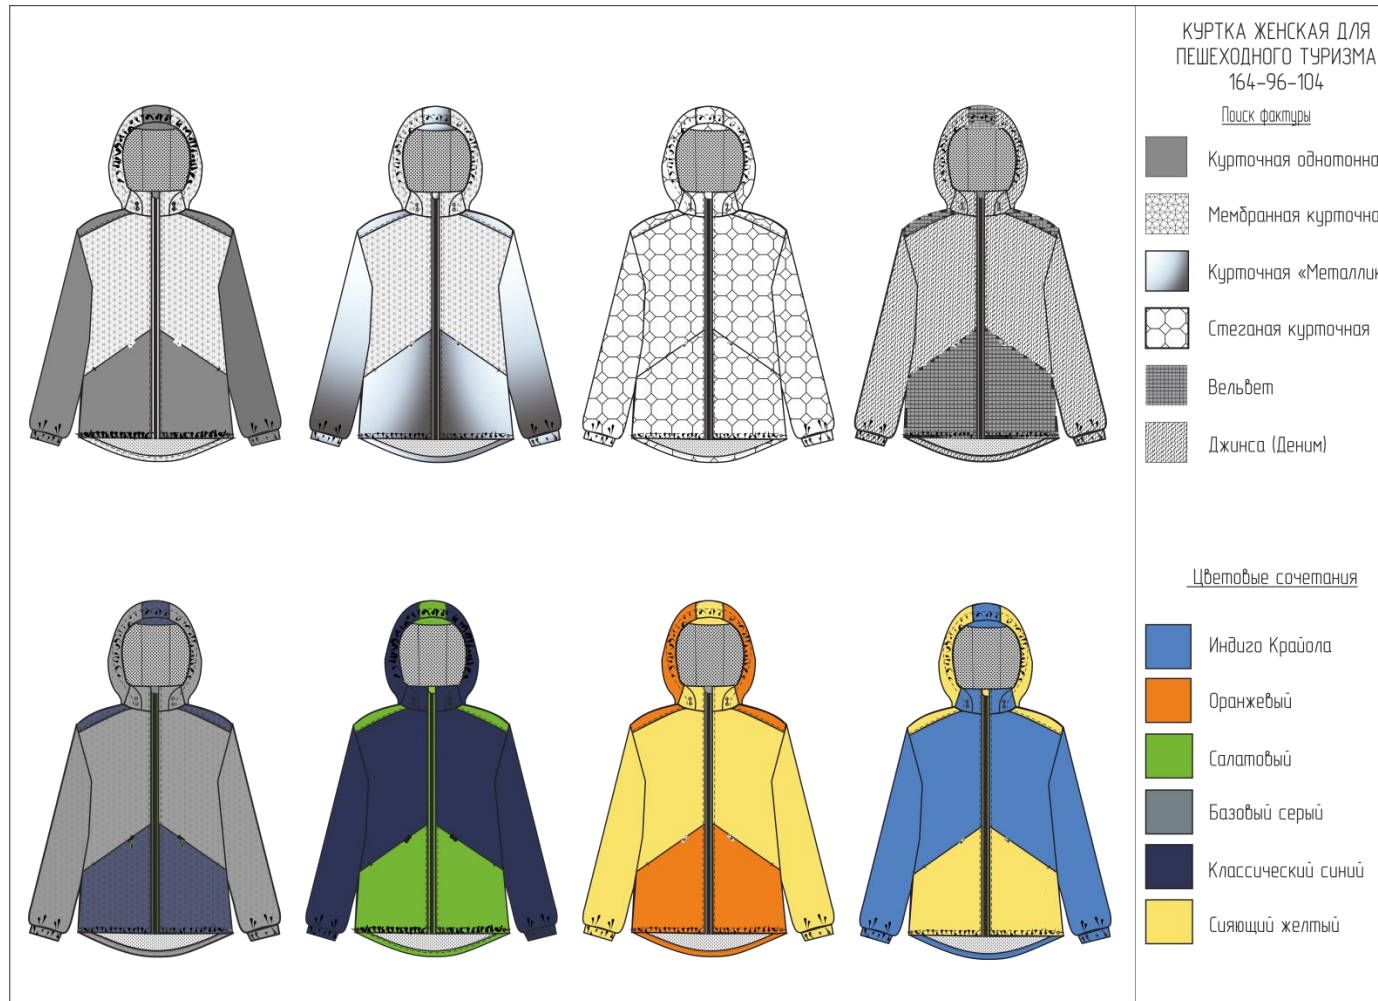 КУРТКА ЖЕНСКАЯ ДЛЯ
ПЕШЕХОДНОГО ТУРИЗМА
164-96-104
Поиск фактуры
Курточная однотонна
Мембранная курточна
Курточная «Металлик
Стеганая курточная
Вельвет
Джинса (Деним)
Цветовые сочетания
Индиго Крайола
Оранжевый
Салатовый
Базовый серый
Классический синий
Сияющий желтый